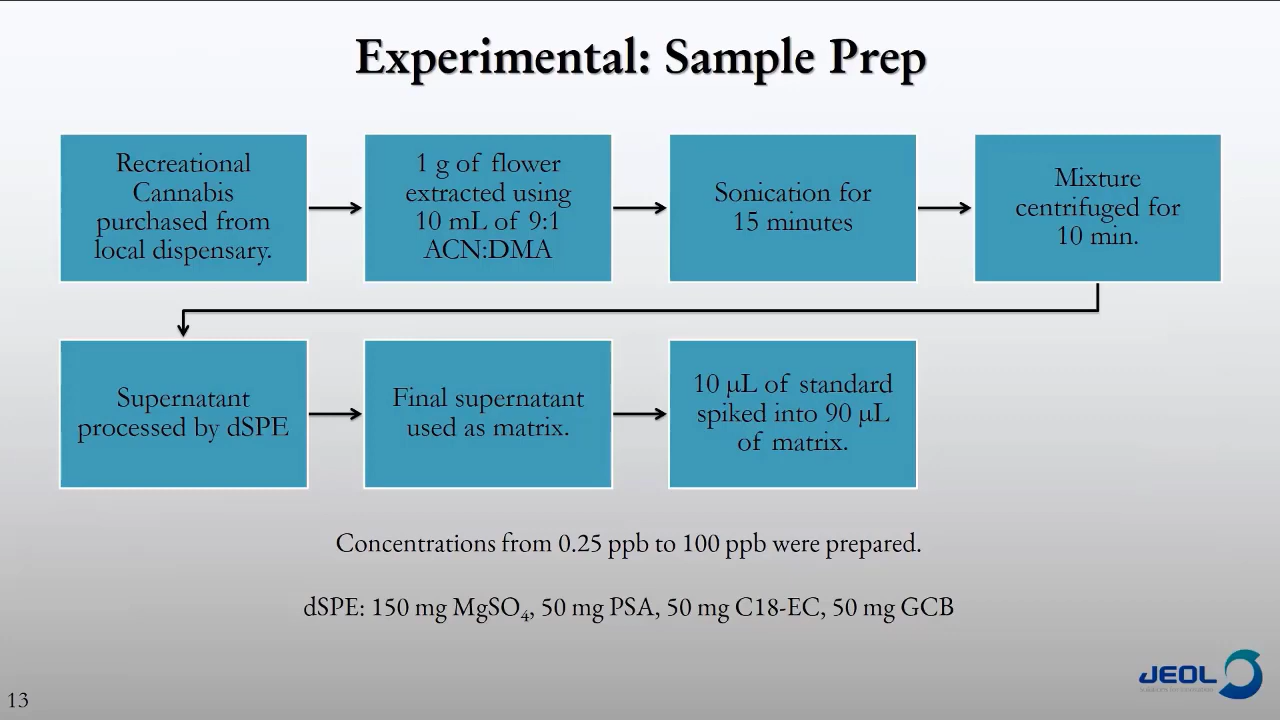 Experimental: Sample Prep
Recreational
Cannabis
purchased from
local dispensary.
1 g of flower
extracted using
10 mL of 9:1
ACN:DMA
Sonication for
15 minutes
Mixture
centrifuged for
10 min.
Supernatant
processed by dSPE
Final supernatant
used as matrix.
10 µL of standard
spiked into 90 µL
of matrix.
Concentrations from 0.25 ppb to 100 ppb were prepared.
dSPE: 150 mg MgSO₄, 50 mg PSA, 50 mg C18-EC, 50 mg GCB
JEOL
13